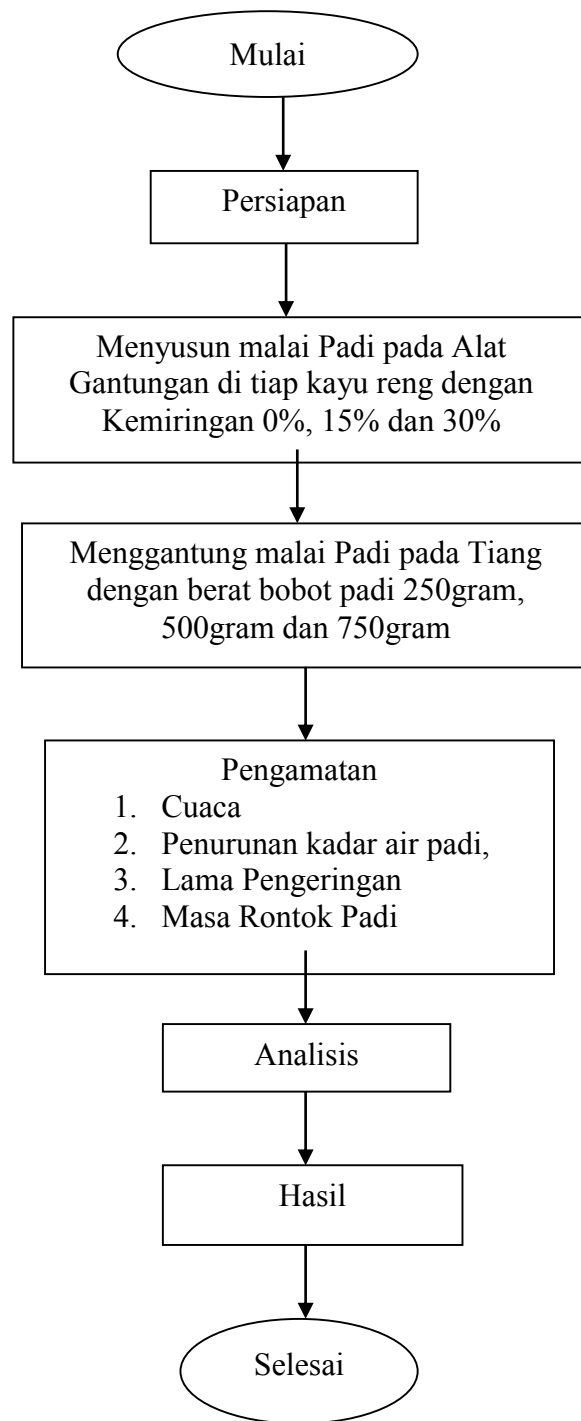 Mulai
Persiapan
Menyusun malai Padi pada Alat
Gantungan di tiap kayu reng dengan
Kemiringan 0%, 15% dan 30%
Menggantung malai Padi pada Tiang
dengan berat bobot padi 250gram,
500gram dan 750gram
Pengamatan
1. Cuaca
2. Penurunan kadar air padi,
3. Lama Pengeringan
4. Masa Rontok Padi
Analisis
Hasil
Selesai